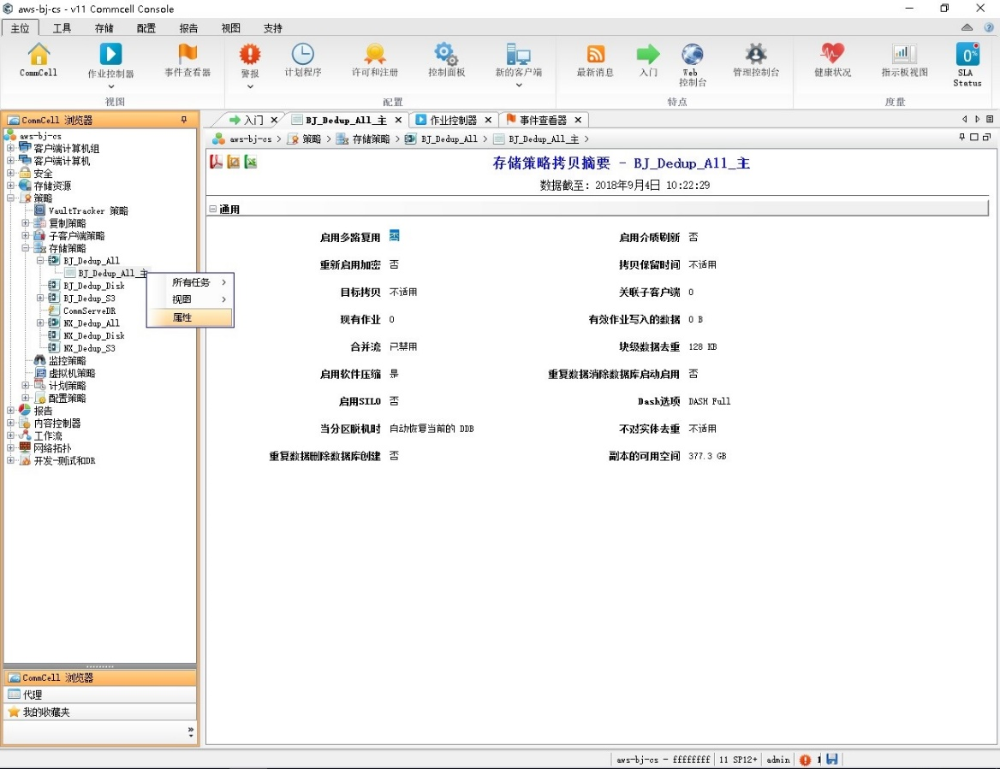 aws-bj-cs - v11 Commcell Console
主位 工具 存储 配置 报告 视图 支持
CommCell 作业控制器 事件查看器 警报 计划程序 许可和注册 控制面板 新的客户端 最新消息 入门 Web 控制台 管理控制台 健康状况 指示板视图 0% SLA Status
视图 配置 特点 度量
CommCell 浏览器
aws-bj-cs
客户端计算机组
客户端计算机
安全
存储资源
策略
VaultTracker 策略
复制策略
子客户端策略
存储策略
BJ_Dedup_All
BJ_Dedup_All_主
BJ_Dedup_Disk
BJ_Dedup_S3
CommServeDR
NX_Dedup_All
NX_Dedup_Disk
NX_Dedup_S3
监控策略
虚拟机策略
计划策略
配置策略
报告
内容控制器
工作流
网络拓扑
开发-测试和DR
所有任务
视图
属性
CommCell 浏览器
代理
我的收藏夹
入门 BJ_Dedup_All_主 作业控制器 事件查看器
aws-bj-cs > 策略 > 存储策略 > BJ_Dedup_All > BJ_Dedup_All_主 >
存储策略拷贝摘要 - BJ_Dedup_All_主
数据截至: 2018年9月4日 10:22:29
通用
启用多路复用 否 启用介质刷新 否
重新启用加密 否 拷贝保留时间 不适用
目标拷贝 不适用 关联子客户端 0
现有作业 0 有效作业写入的数据 0 B
合并流 已禁用 块级数据去重 128 KB
启用软件压缩 是 重复数据消除数据库启动启用 否
启用SILO 否 Dash选项 DASH Full
当分区脱机时 自动恢复当前的 DDB 不对实体去重 不适用
重复数据删除数据库创建 否 副本的可用空间 377.3 GB
aws-bj-cs - ffffffff 11 SP12+ admin 1